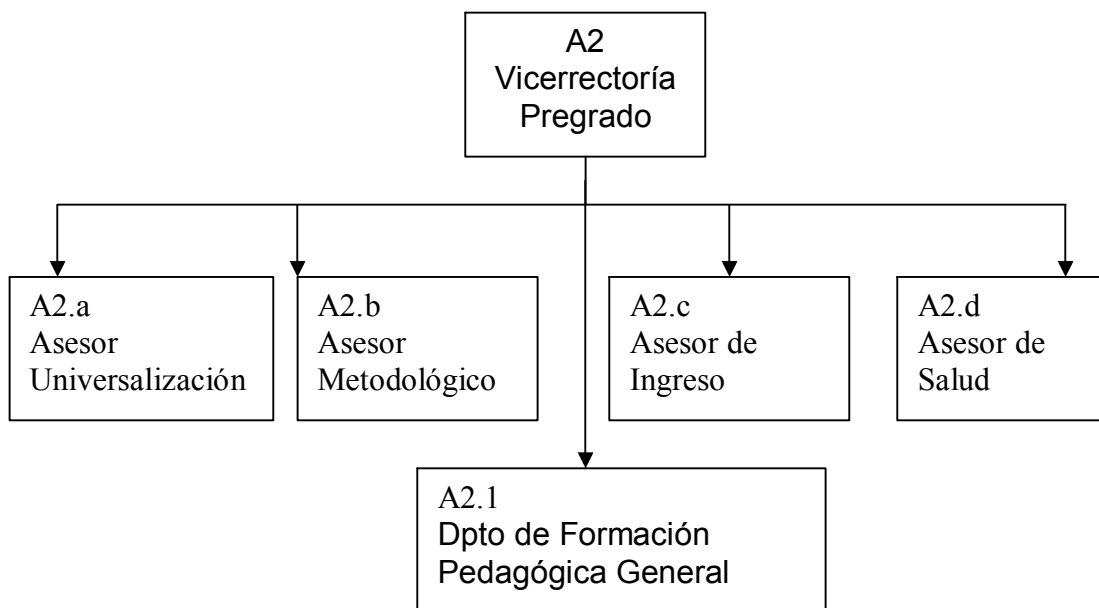 A2
Vicerrectoría
Pregrado
A2.a
Asesor
Universalización
A2.b
Asesor
Metodológico
A2.c
Asesor de
Ingreso
A2.d
Asesor de
Salud
A2.1
Dpto de Formación
Pedagógica General